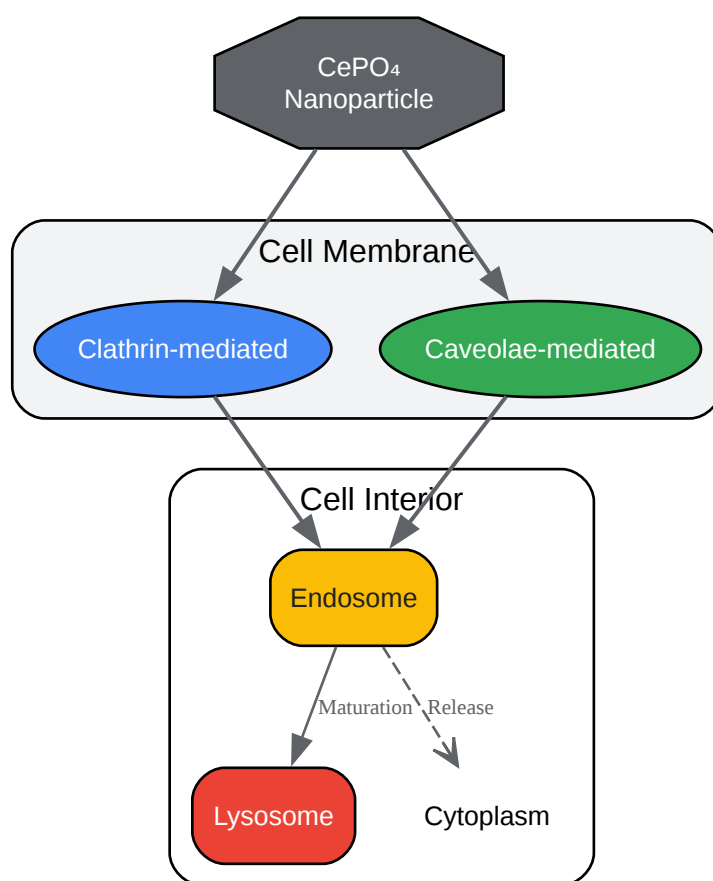 CePO₄
Nanoparticle
Cell Membrane
Clathrin-mediated
Caveolae-mediated
Cell Interior
Endosome
Maturation
Release
Lysosome
Cytoplasm